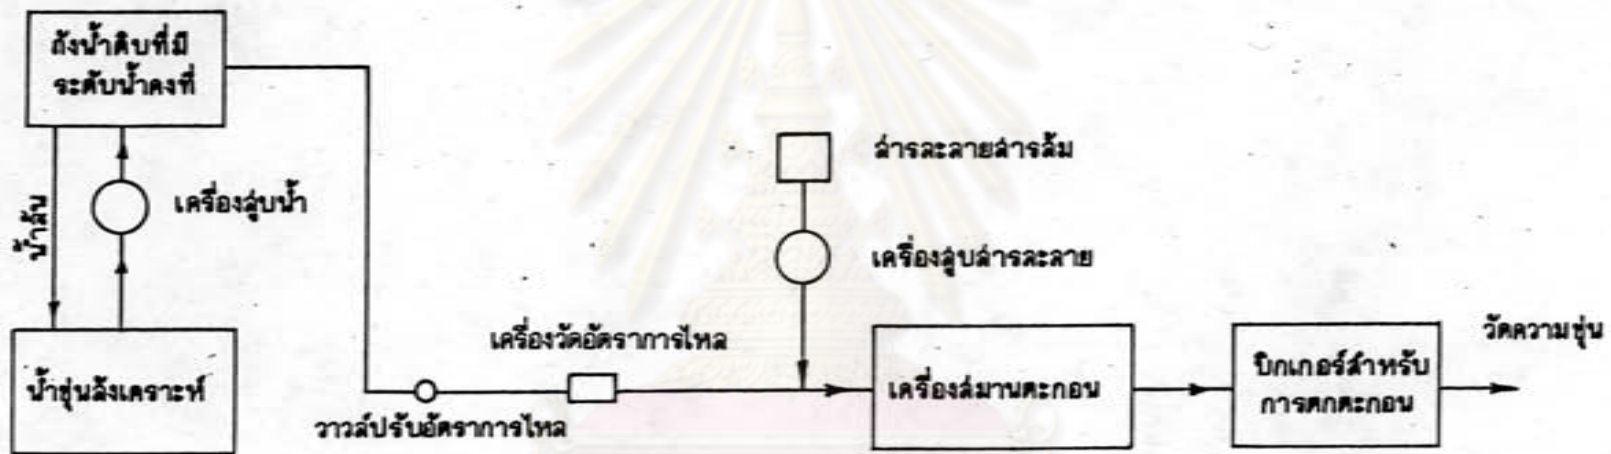 ถังน้ำดิบที่มี
ระดับน้ำคงที่
น้ำล้น
เครื่องสูบน้ำ
น้ำขุ่นสังเคราะห์
วาวล์ปรับอัตราการไหล
เครื่องวัดอัตราการไหล
สารละลายสารส้ม
เครื่องสูบสารละลาย
เครื่องสมานตะกอน
บีกเกอร์สำหรับ
การตกตะกอน
วัดความขุ่น